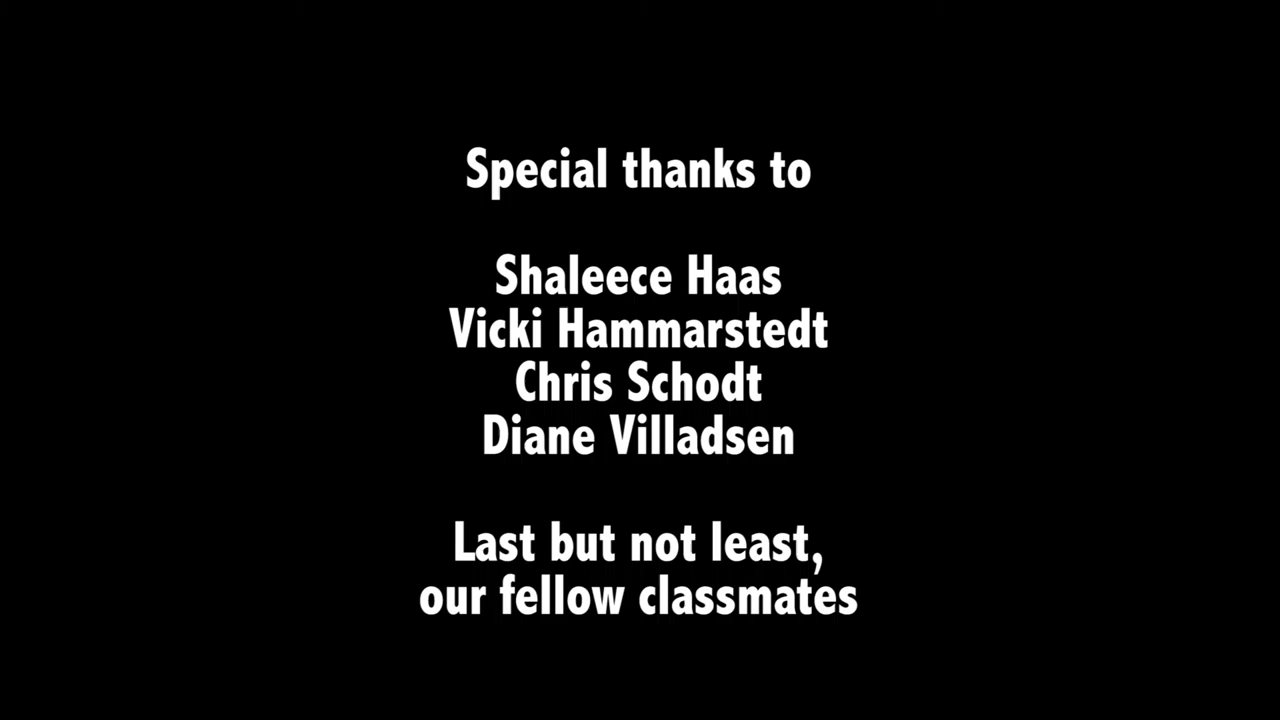 Special thanks to
Shaleece Haas
Vicki Hammarstedt
Chris Schodt
Diane Villadsen
Last but not least,
our fellow classmates